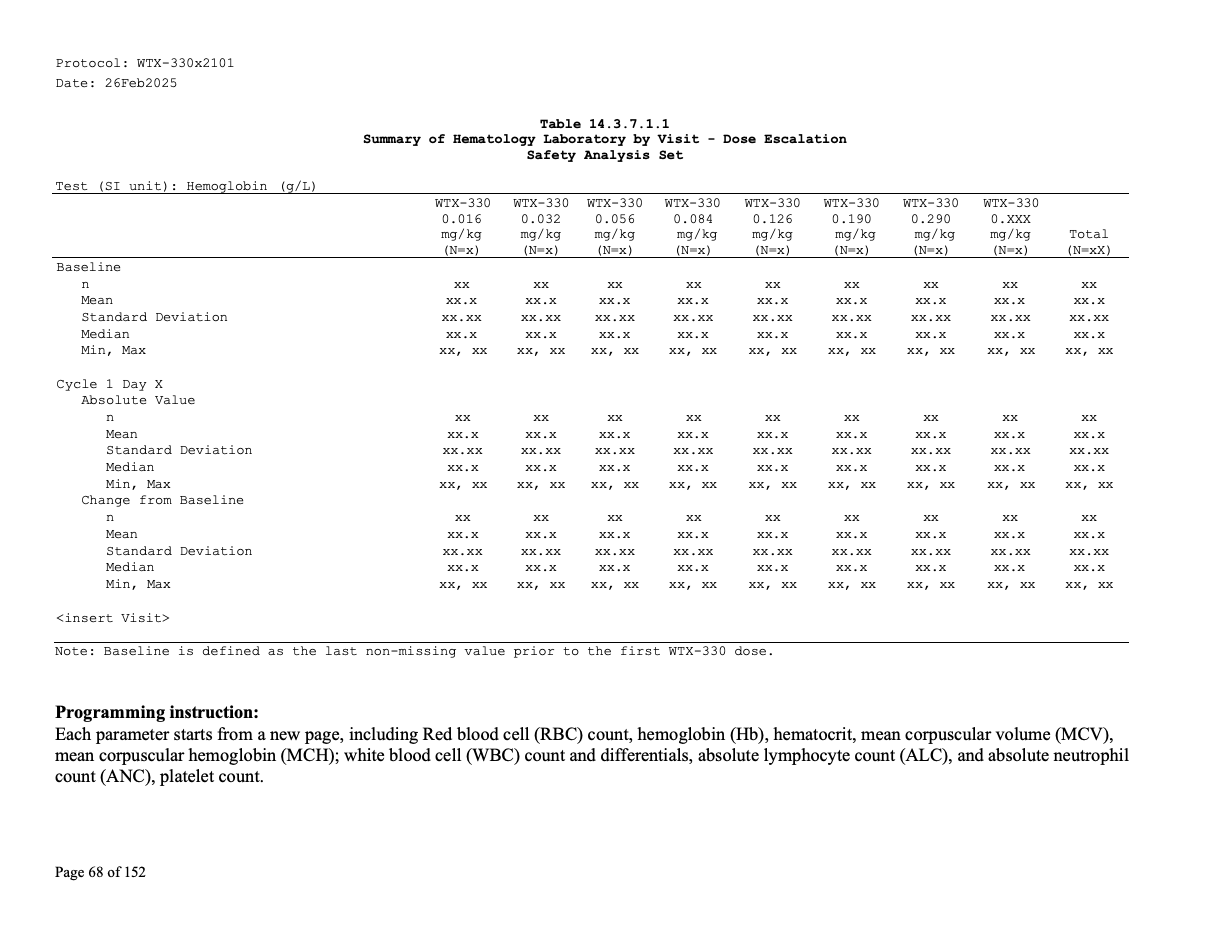 Protocol: WTX-330x2101
Date: 26Feb2025
Table 14.3.7.1.1
Summary of Hematology Laboratory by Visit - Dose Escalation
Safety Analysis Set
Test (SI unit): Hemoglobin (g/L)
WTX-330 WTX-330 WTX-330 WTX-330 WTX-330 WTX-330 WTX-330 WTX-330
0.016 0.032 0.056 0.084 0.126 0.190 0.290 0.XXX
mg/kg mg/kg mg/kg mg/kg mg/kg mg/kg mg/kg mg/kg Total
(N=x) (N=x) (N=x) (N=x) (N=x) (N=x) (N=x) (N=x) (N=xX)
Baseline
n xx xx xx xx xx xx xx xx xx
Mean xx.x xx.x xx.x xx.x xx.x xx.x xx.x xx.x xx.x
Standard Deviation xx.xx xx.xx xx.xx xx.xx xx.xx xx.xx xx.xx xx.xx xx.xx
Median xx.x xx.x xx.x xx.x xx.x xx.x xx.x xx.x xx.x
Min, Max xx, xx xx, xx xx, xx xx, xx xx, xx xx, xx xx, xx xx, xx xx, xx
Cycle 1 Day X
Absolute Value
n xx xx xx xx xx xx xx xx xx
Mean xx.x xx.x xx.x xx.x xx.x xx.x xx.x xx.x xx.x
Standard Deviation xx.xx xx.xx xx.xx xx.xx xx.xx xx.xx xx.xx xx.xx xx.xx
Median xx.x xx.x xx.x xx.x xx.x xx.x xx.x xx.x xx.x
Min, Max xx, xx xx, xx xx, xx xx, xx xx, xx xx, xx xx, xx xx, xx xx, xx
Change from Baseline
n xx xx xx xx xx xx xx xx xx
Mean xx.x xx.x xx.x xx.x xx.x xx.x xx.x xx.x xx.x
Standard Deviation xx.xx xx.xx xx.xx xx.xx xx.xx xx.xx xx.xx xx.xx xx.xx
Median xx.x xx.x xx.x xx.x xx.x xx.x xx.x xx.x xx.x
Min, Max xx, xx xx, xx xx, xx xx, xx xx, xx xx, xx xx, xx xx, xx xx, xx
<insert Visit>
Note: Baseline is defined as the last non-missing value prior to the first WTX-330 dose.
Programming instruction:
Each parameter starts from a new page, including Red blood cell (RBC) count, hemoglobin (Hb), hematocrit, mean corpuscular volume (MCV),
mean corpuscular hemoglobin (MCH); white blood cell (WBC) count and differentials, absolute lymphocyte count (ALC), and absolute neutrophil
count (ANC), platelet count.
Page 68 of 152